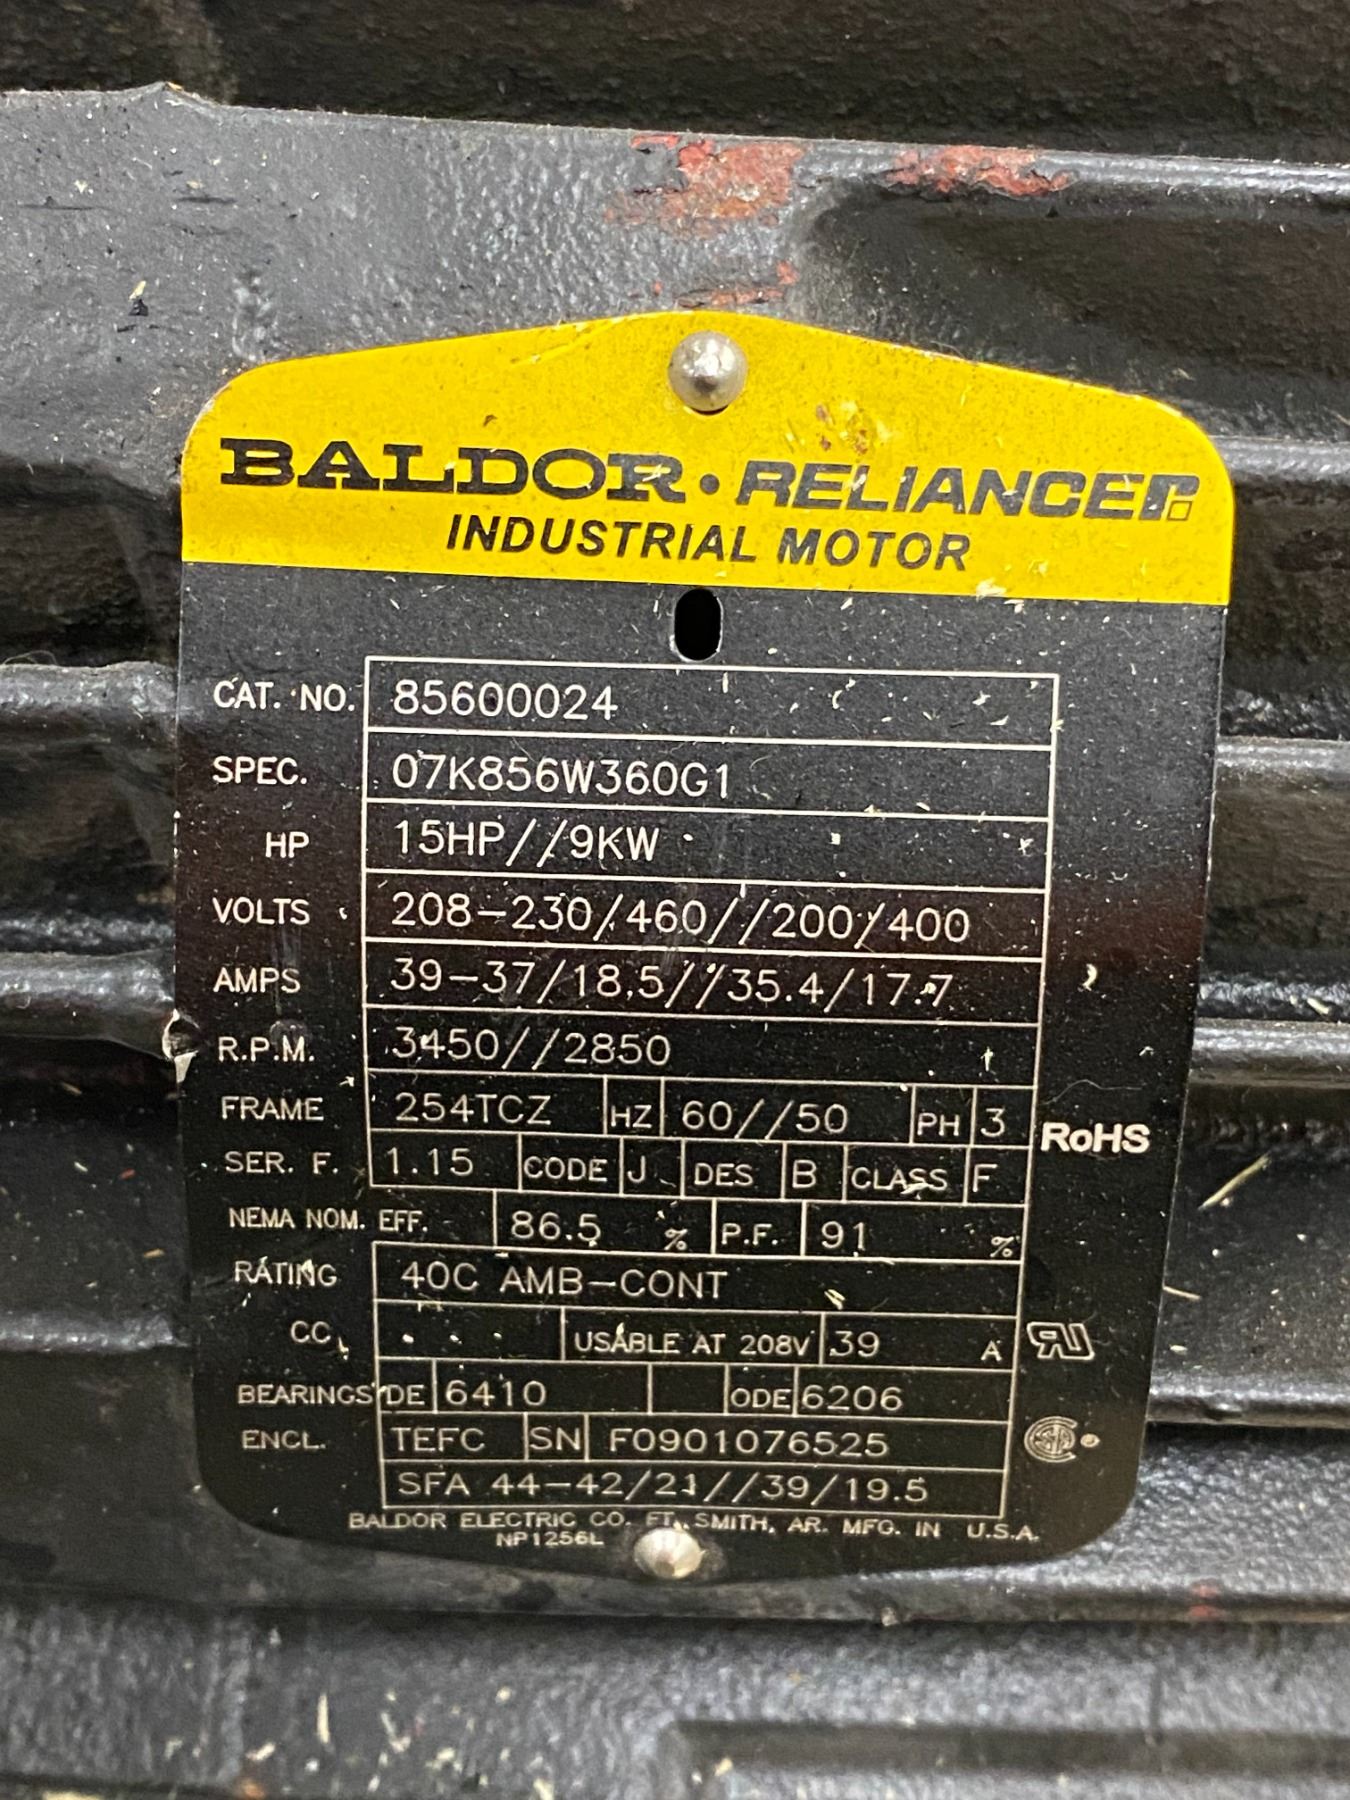 BALDOR • RELIANCER
INDUSTRIAL MOTOR
CAT. NO. 85600024
SPEC. 07K856W360G1
HP 15HP//9KW
VOLTS 208-230/460//200/400
AMPS 39-37/18.5//35.4/17.7
R.P.M. 3450//2850
FRAME 254TCZ HZ 60//50 PH 3
RoHS
SER. F. 1.15 CODE J DES B CLASS F
NEMA NOM. EFF. 86.5 % P.F. 91 %
RATING 40C AMB-CONT
CC USABLE AT 208V 39 A
BEARINGS DE 6410 ODE 6206
ENCL. TEFC SN F0901076525
SFA 44-42/21//39/19.5
BALDOR ELECTRIC CO. FT. SMITH, AR. MFG. IN U.S.A.
NP1256L